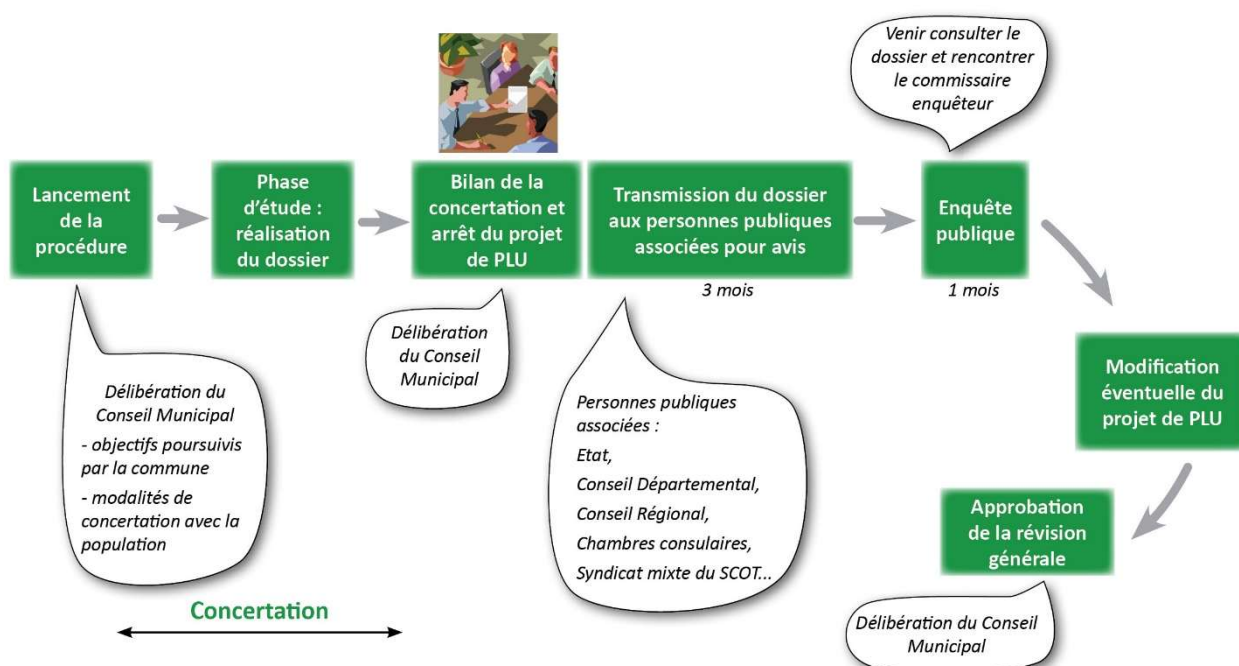 Venir consulter le
dossier et rencontrer
le commissaire
enquêteur
Lancement
de la
procédure
Phase
d'étude :
réalisation
du dossier
Bilan de la
concertation et
arrêt du projet
de PLU
Transmission du dossier
aux personnes publiques
associées pour avis
3 mois
Enquête
publique
1 mois
Délibération du
Conseil Municipal
- objectifs poursuivis
par la commune
- modalités de
concertation avec la
population
Délibération
du Conseil
Municipal
Personnes publiques
associées :
Etat,
Conseil Départemental,
Conseil Régional,
Chambres consulaires,
Syndicat mixte du SCOT...
Modification
éventuelle du
projet de PLU
Approbation
de la révision
générale
Délibération du Conseil
Municipal
Concertation